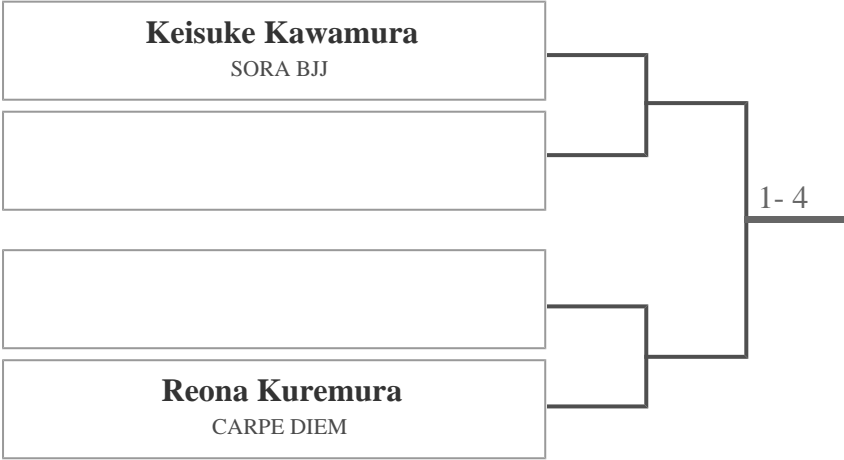 Keisuke Kawamura
SORA BJJ
1- 4
Reona Kuremura
CARPE DIEM